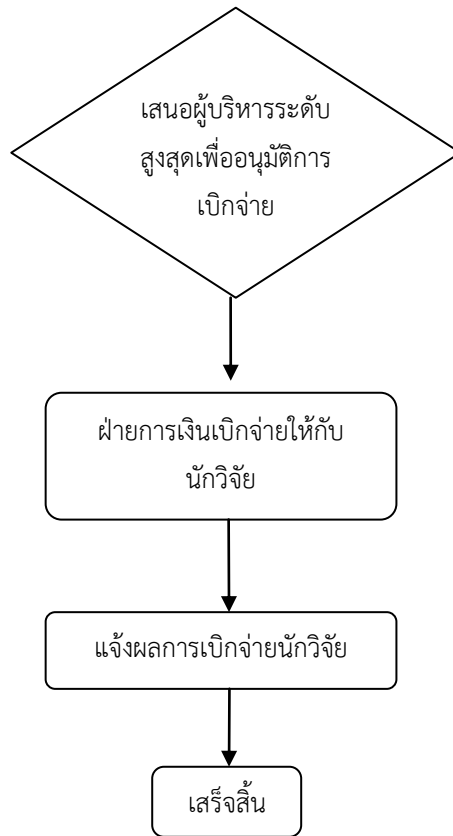 เสนอผู้บริหารระดับ
สูงสุดเพื่ออนุมัติการ
เบิกจ่าย
ฝ่ายการเงินเบิกจ่ายให้กับ
นักวิจัย
แจ้งผลการเบิกจ่ายนักวิจัย
เสร็จสิ้น